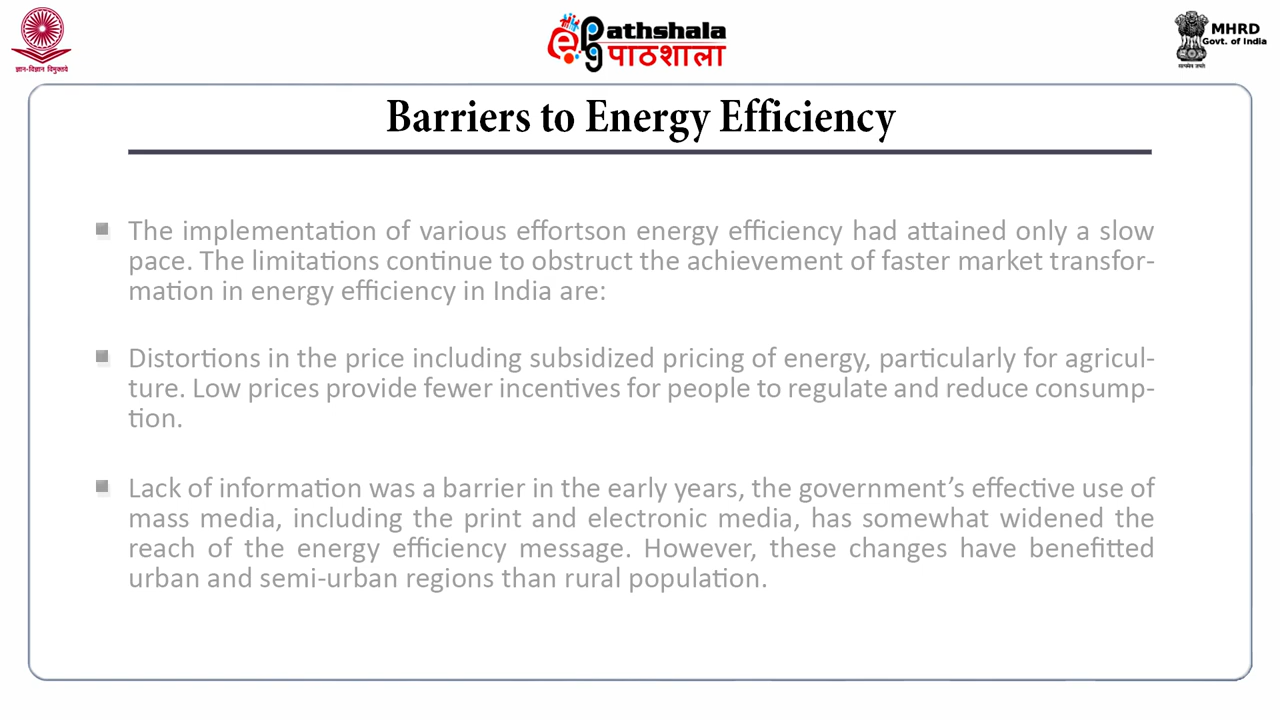 ज्ञान-विज्ञान विमुक्तये
ePG athshala
पाठशाला
MHRD
Govt. of India
सत्यमेव जयते
Barriers to Energy Efficiency
The implementation of various effortson energy efficiency had attained only a slow
pace. The limitations continue to obstruct the achievement of faster market transfor-
mation in energy efficiency in India are:
Distortions in the price including subsidized pricing of energy, particularly for agricul-
ture. Low prices provide fewer incentives for people to regulate and reduce consump-
tion.
Lack of information was a barrier in the early years, the government’s effective use of
mass media, including the print and electronic media, has somewhat widened the
reach of the energy efficiency message. However, these changes have benefitted
urban and semi-urban regions than rural population.